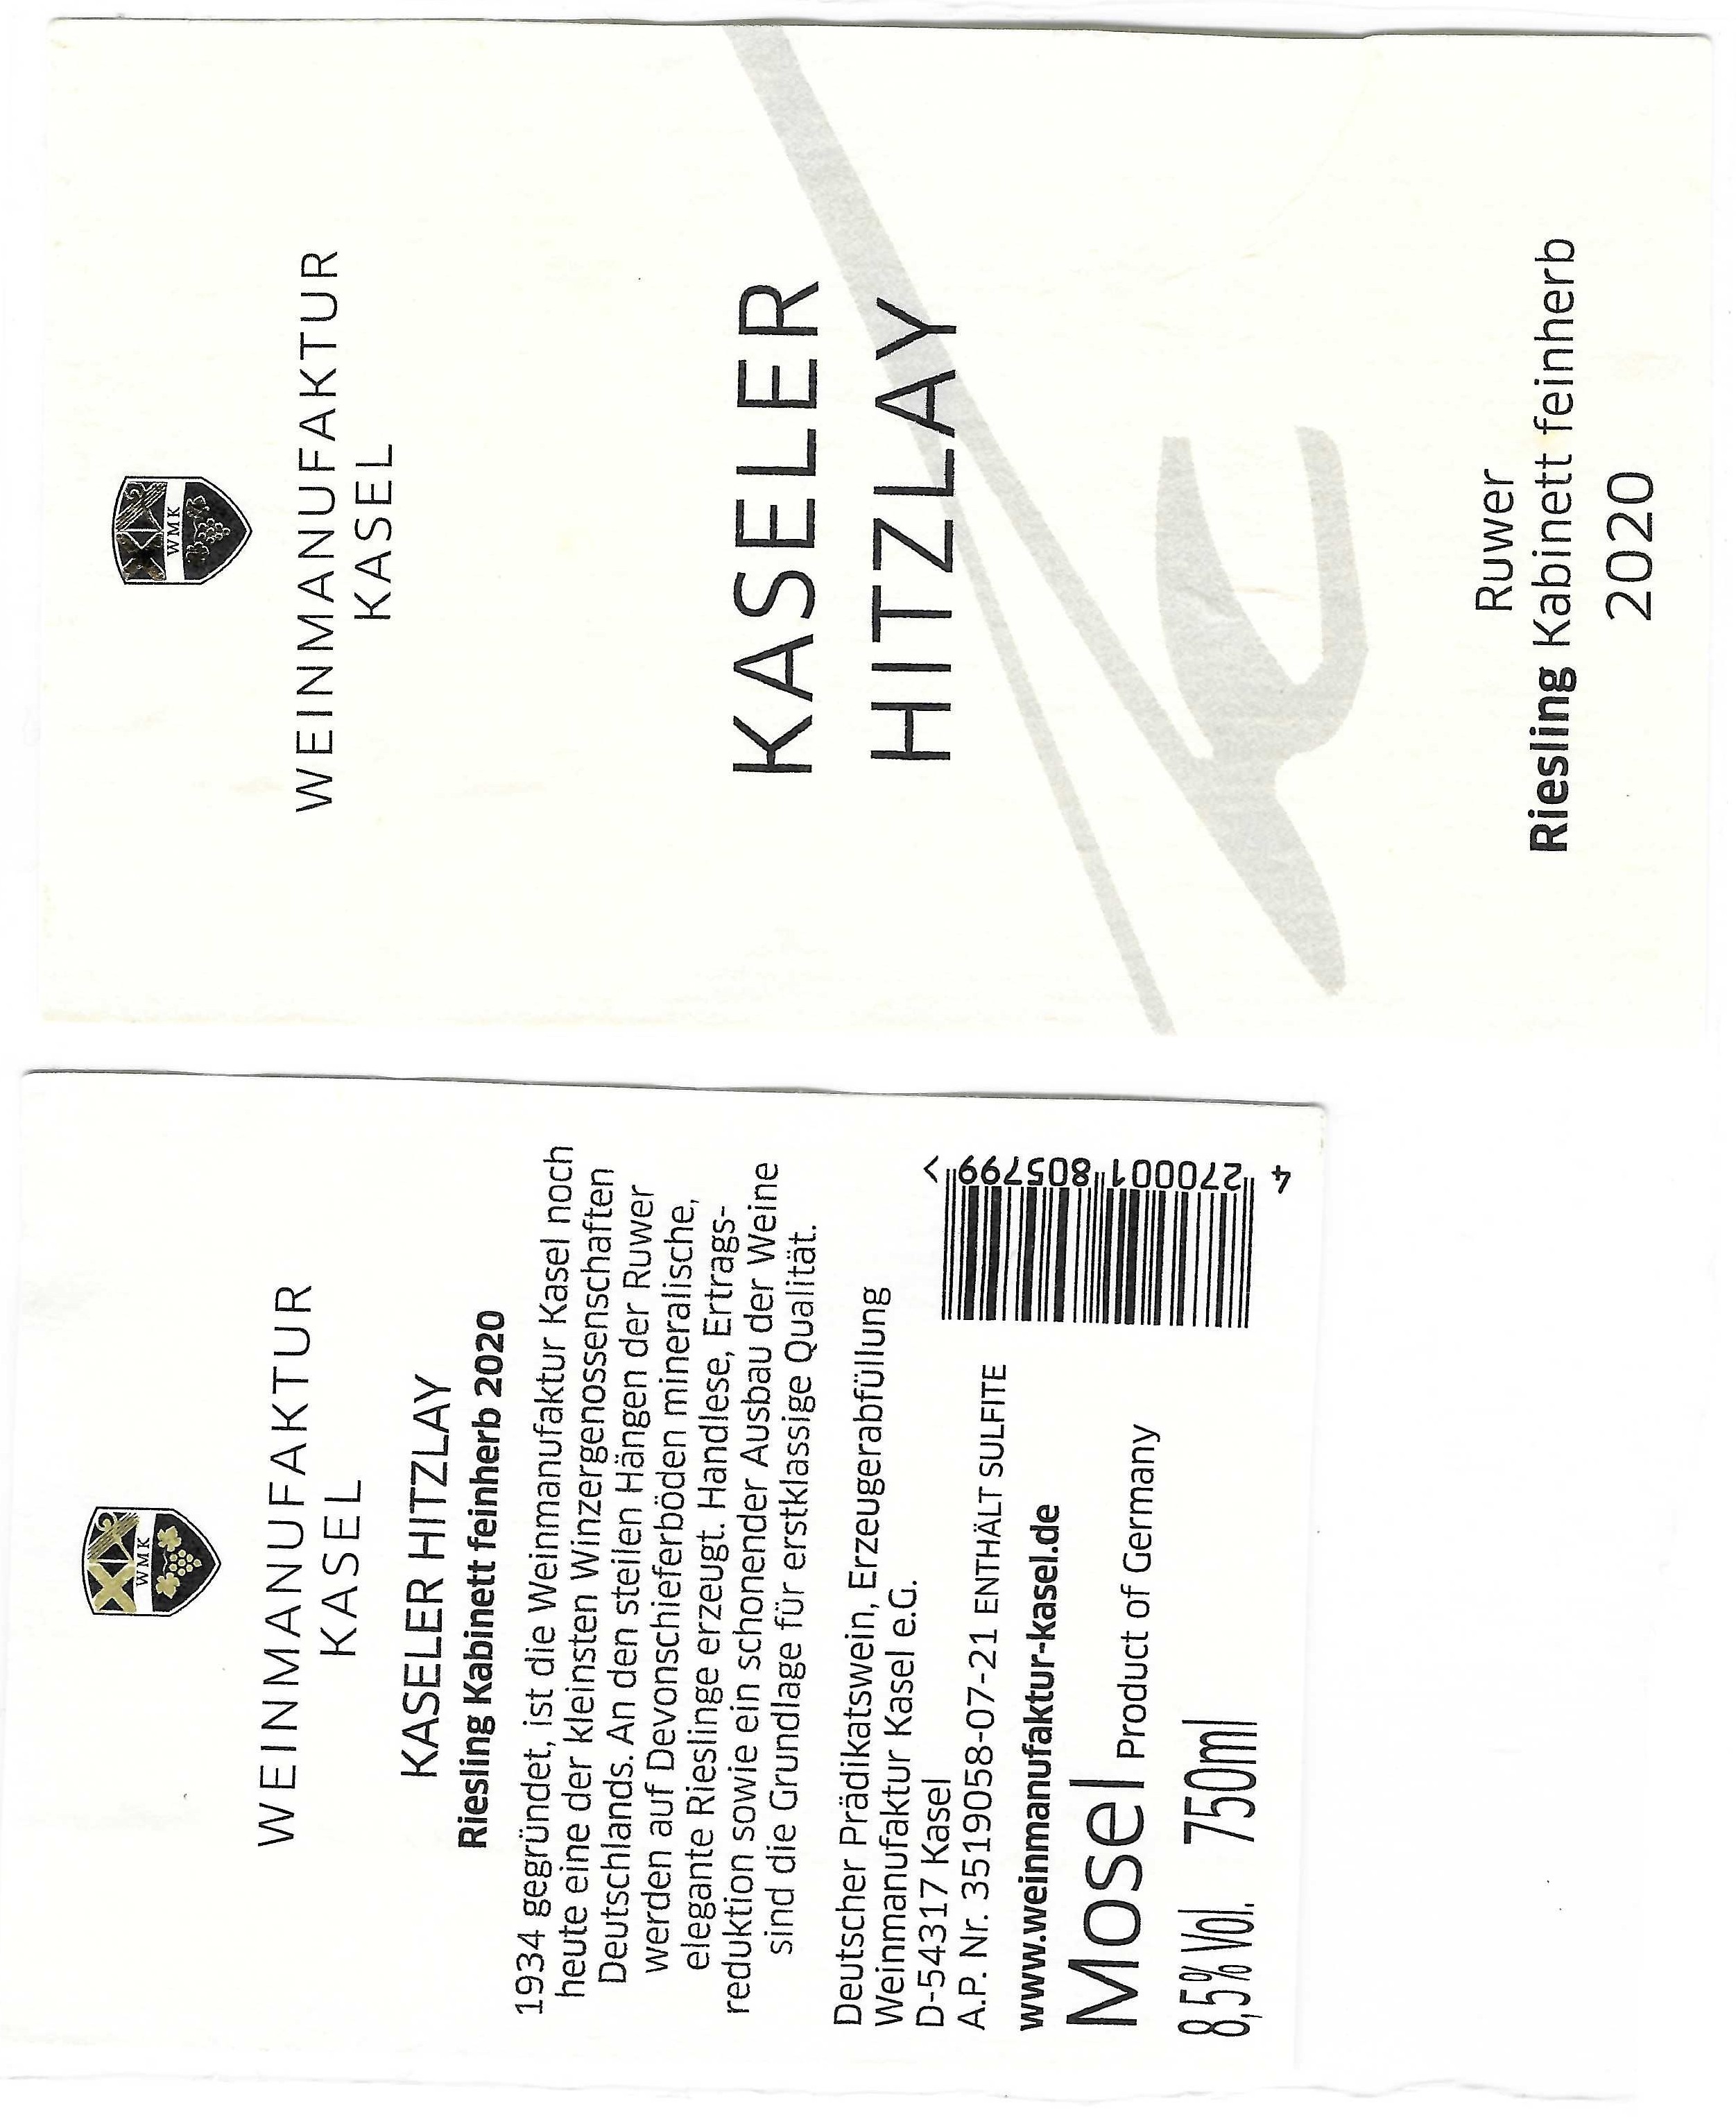 WMK
WEINMANUFAKTUR
KASEL
KASELER HITZLAY
Riesling Kabinett feinherb 2020
1934 gegründet, ist die Weinmanufaktur Kasel noch
heute eine der kleinsten Winzergenossenschaften
Deutschlands. An den steilen Hängen der Ruwer
werden auf Devonschieferböden mineralische,
elegante Rieslinge erzeugt. Handlese, Ertrags-
reduktion sowie ein schonender Ausbau der Weine
sind die Grundlage für erstklassige Qualität.
Deutscher Prädikatswein, Erzeugerabfüllung
Weinmanufaktur Kasel e.G.
D-54317 Kasel
A.P. Nr. 3519058-07-21 ENTHÄLT SULFITE
www.weinmanufaktur-kasel.de
Mosel Product of Germany
8,5% Vol. 750ml
4 270001 805799 >
WMK
WEINMANUFAKTUR
KASEL
KASELER
HITZLAY
Ruwer
Riesling Kabinett feinherb
2020